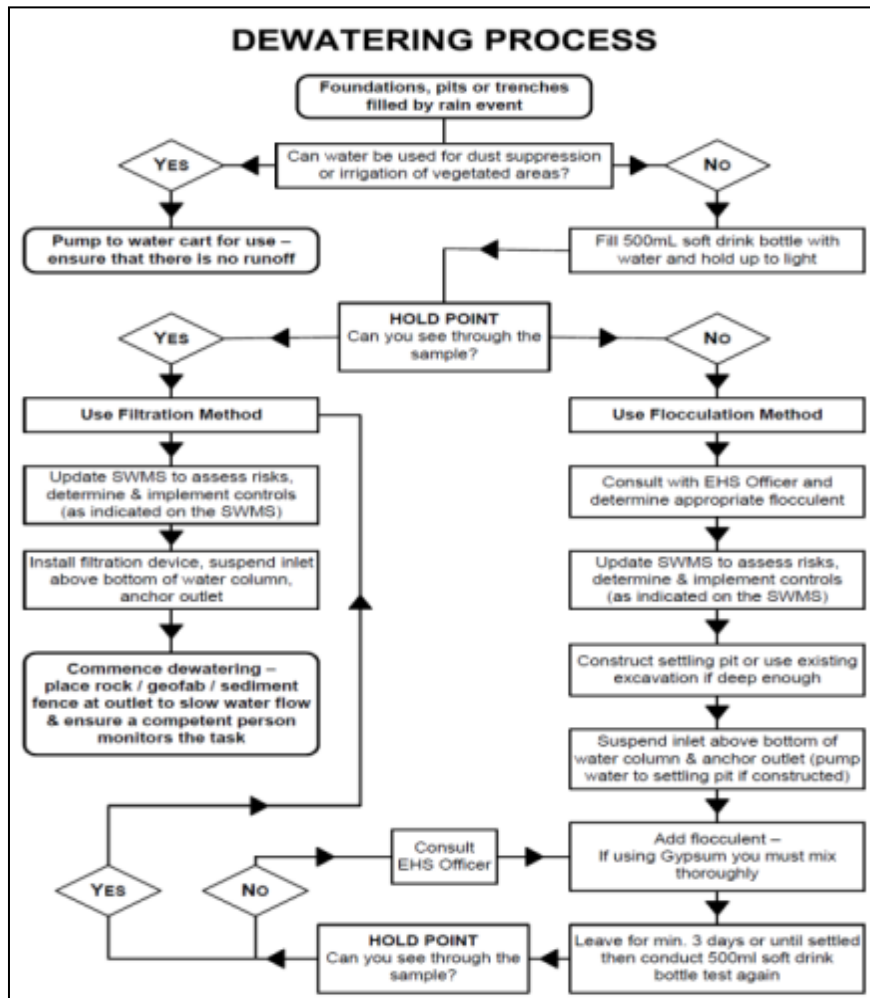 DEWATERING PROCESS
Foundations, pits or trenches
filled by rain event
YES
Can water be used for dust suppression
or irrigation of vegetated areas?
NO
Pump to water cart for use –
ensure that there is no runoff
Fill 500mL soft drink bottle with
water and hold up to light
YES
HOLD POINT
Can you see through the
sample?
NO
Use Filtration Method
Use Flocculation Method
Update SWMS to assess risks,
determine & implement controls
(as indicated on the SWMS)
Consult with EHS Officer and
determine appropriate flocculent
Install filtration device, suspend inlet
above bottom of water column,
anchor outlet
Update SWMS to assess risks,
determine & implement controls
(as indicated on the SWMS)
Commence dewatering –
place rock / geofab / sediment
fence at outlet to slow water flow
& ensure a competent person
monitors the task
Construct settling pit or use existing
excavation if deep enough
Suspend inlet above bottom of
water column & anchor outlet (pump
water to settling pit if constructed)
YES
NO
Consult
EHS Officer
Add flocculent –
If using Gypsum you must mix
thoroughly
HOLD POINT
Can you see through the
sample?
Leave for min. 3 days or until settled
then conduct 500ml soft drink
bottle test again